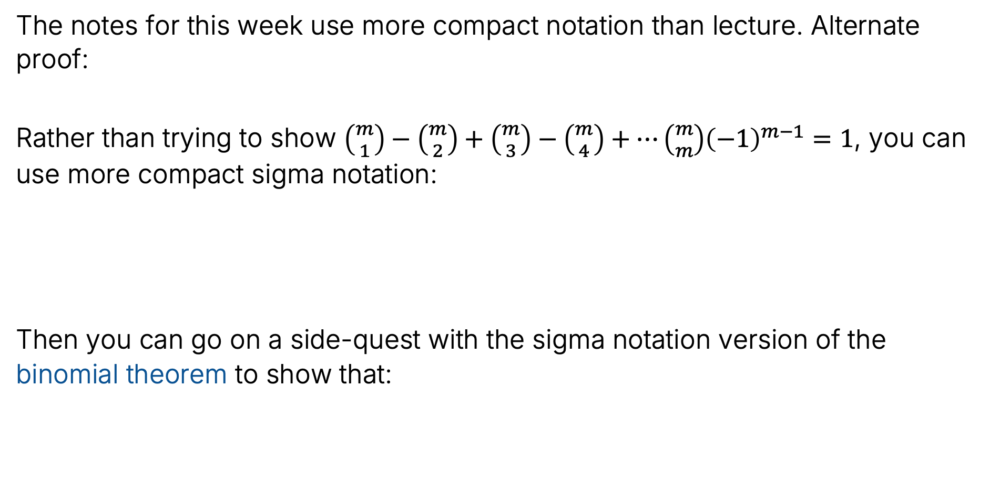 The notes for this week use more compact notation than lecture. Alternate
proof:
Rather than trying to show $\binom{m}{1} - \binom{m}{2} + \binom{m}{3} - \binom{m}{4} + \cdots \binom{m}{m}(-1)^{m-1} = 1$, you can
use more compact sigma notation:
Then you can go on a side-quest with the sigma notation version of the
binomial theorem to show that: